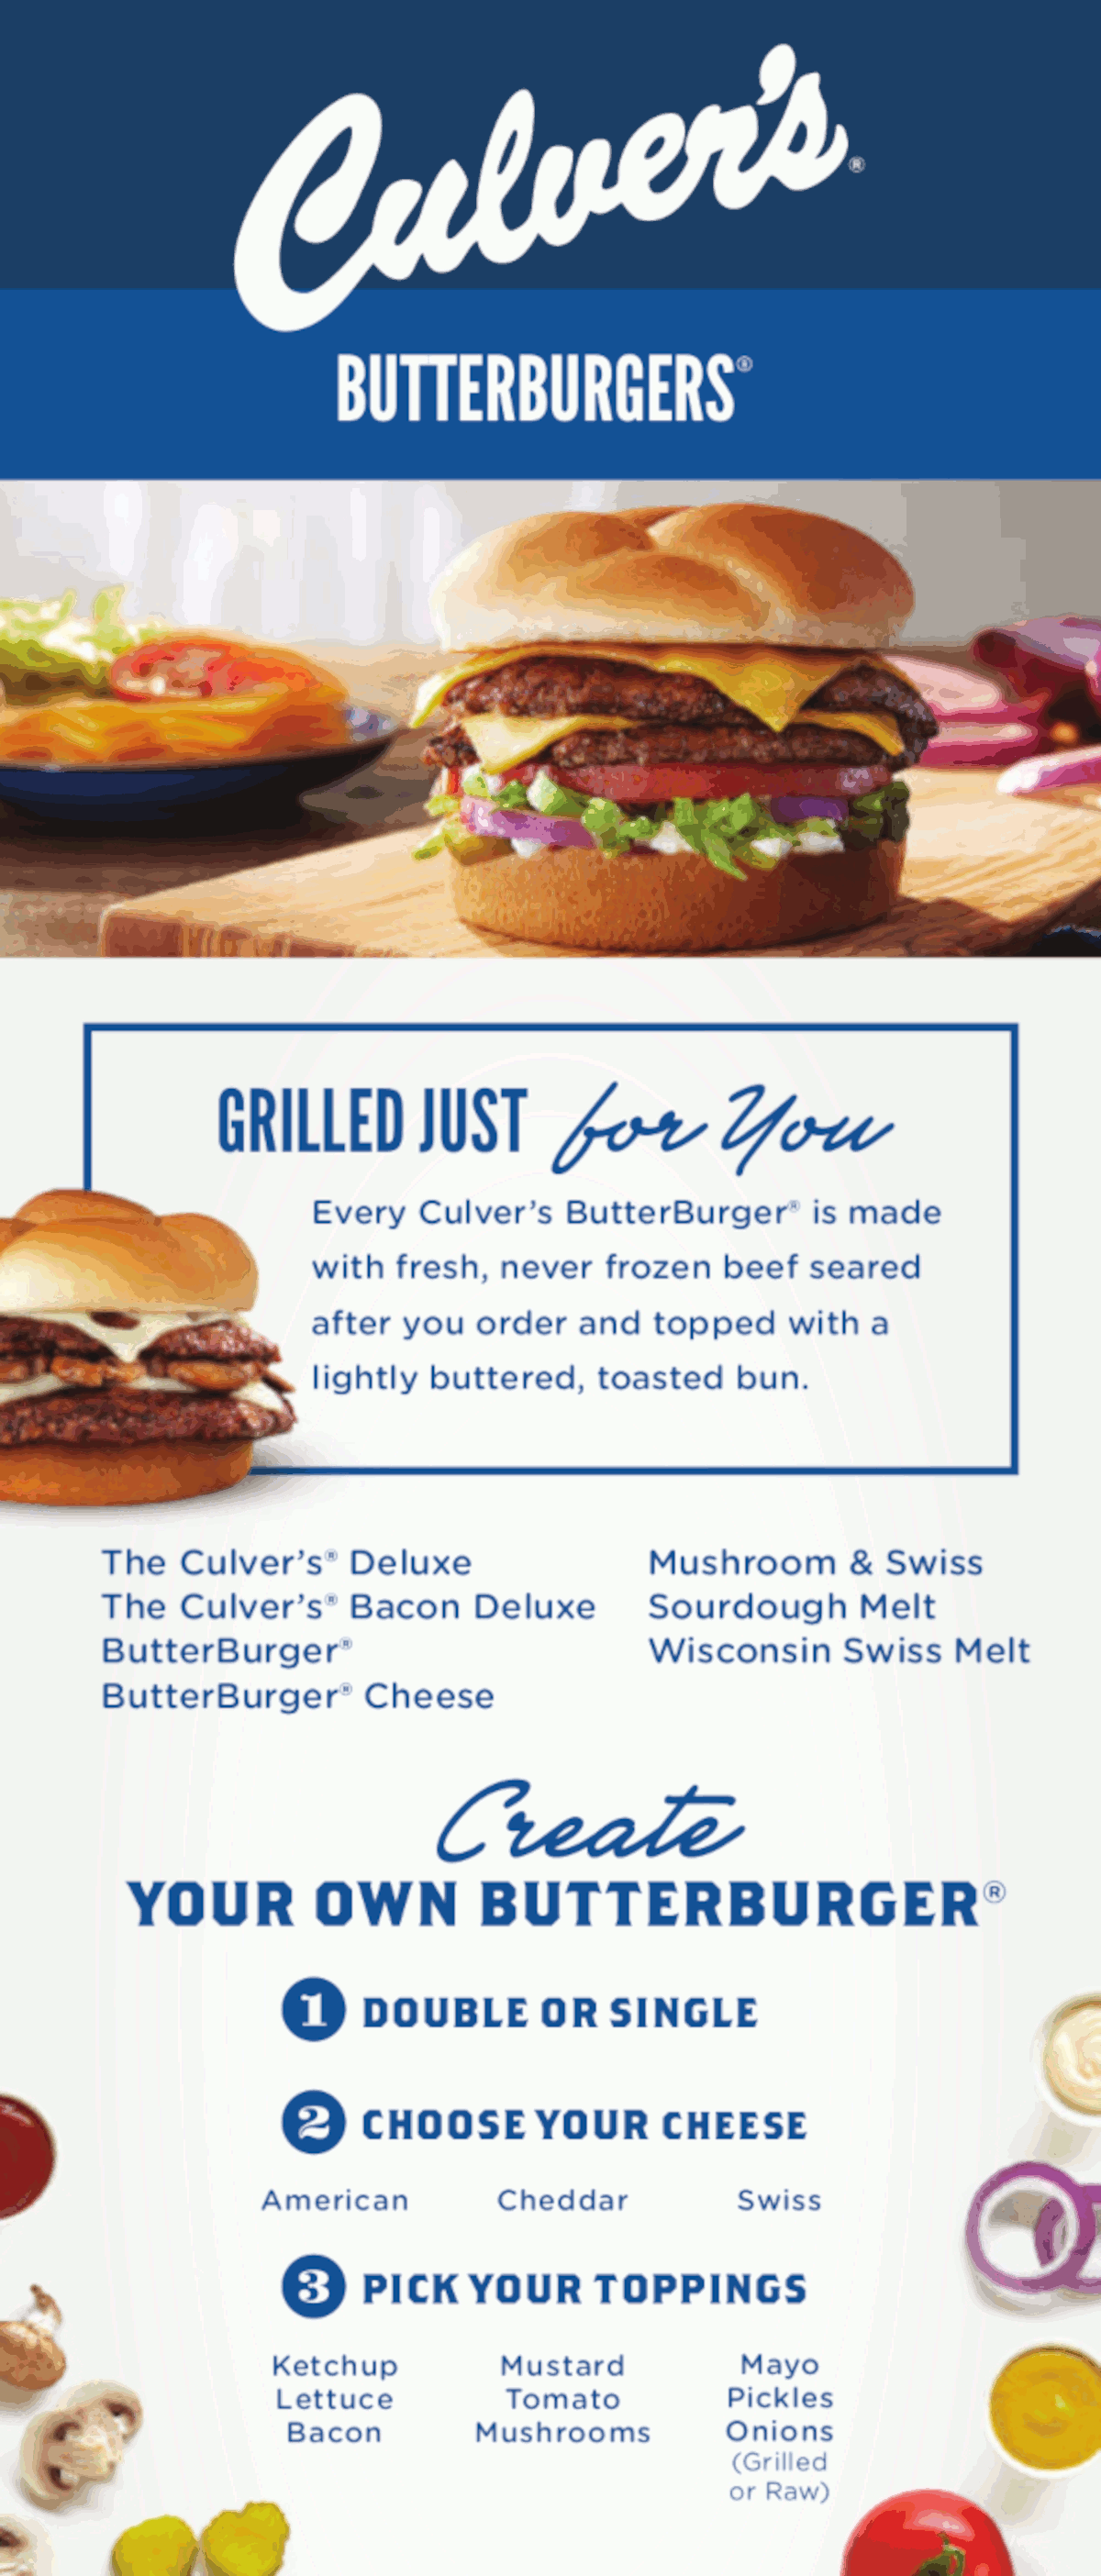 Culver's®
BUTTERBURGERS®
GRILLED JUST for You
Every Culver's ButterBurger® is made
with fresh, never frozen beef seared
after you order and topped with a
lightly buttered, toasted bun.
The Culver's® Deluxe
The Culver's® Bacon Deluxe
ButterBurger®
ButterBurger® Cheese
Mushroom & Swiss
Sourdough Melt
Wisconsin Swiss Melt
Create
YOUR OWN BUTTERBURGER®
1 DOUBLE OR SINGLE
2 CHOOSE YOUR CHEESE
American Cheddar Swiss
3 PICK YOUR TOPPINGS
Ketchup Mustard Mayo
Lettuce Tomato Pickles
Bacon Mushrooms Onions
(Grilled
or Raw)